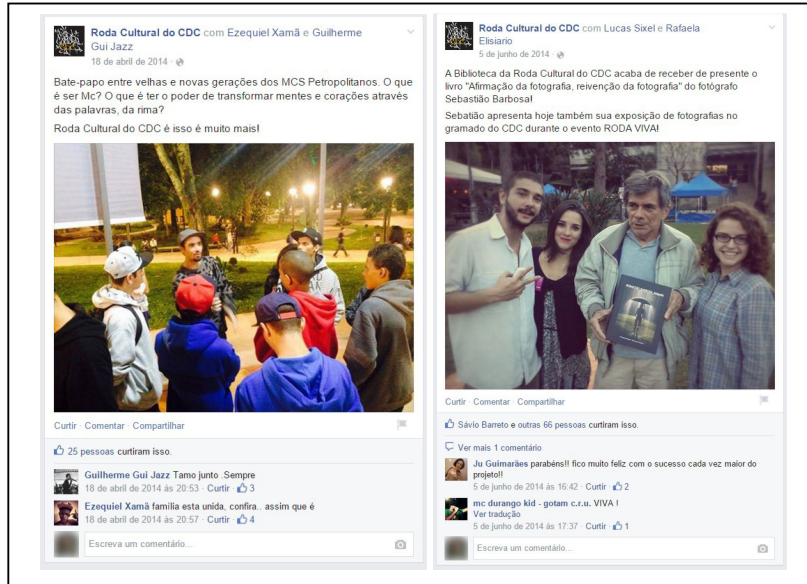 Roda Cultural do CDC com Ezequiel Xamã e Guilherme
Gui Jazz
18 de abril de 2014
Bate-papo entre velhas e novas gerações dos MCS Petropolitanos. O que
é ser Mc? O que é ter o poder de transformar mentes e corações através
das palavras, da rima?
Roda Cultural do CDC é isso é muito mais!
Curtir · Comentar · Compartilhar
25 pessoas curtiram isso.
Guilherme Gui Jazz Tamo junto .Sempre
18 de abril de 2014 às 20:53 · Curtir · 3
Ezequiel Xamã familia esta unida, confira.. assim que é
18 de abril de 2014 às 20:57 · Curtir · 4
Escreva um comentário...
Roda Cultural do CDC com Lucas Sixel e Rafaela
Elisiario
5 de junho de 2014
A Biblioteca da Roda Cultural do CDC acaba de receber de presente o
livro "Afirmação da fotografia, reivenção da fotografia" do fotógrafo
Sebastião Barbosa!
Sebatião apresenta hoje também sua exposição de fotografias no
gramado do CDC durante o evento RODA VIVA!
Curtir · Comentar · Compartilhar
Sávio Barreto e outras 66 pessoas curtiram isso.
Ver mais 1 comentário
Ju Guimarães parabéns!! fico muito feliz com o sucesso cada vez maior do
projeto!!
5 de junho de 2014 às 16:42 · Curtir · 2
mc durango kid - gotam c.r.u. VIVA !
Ver tradução
5 de junho de 2014 às 17:37 · Curtir · 1
Escreva um comentário...